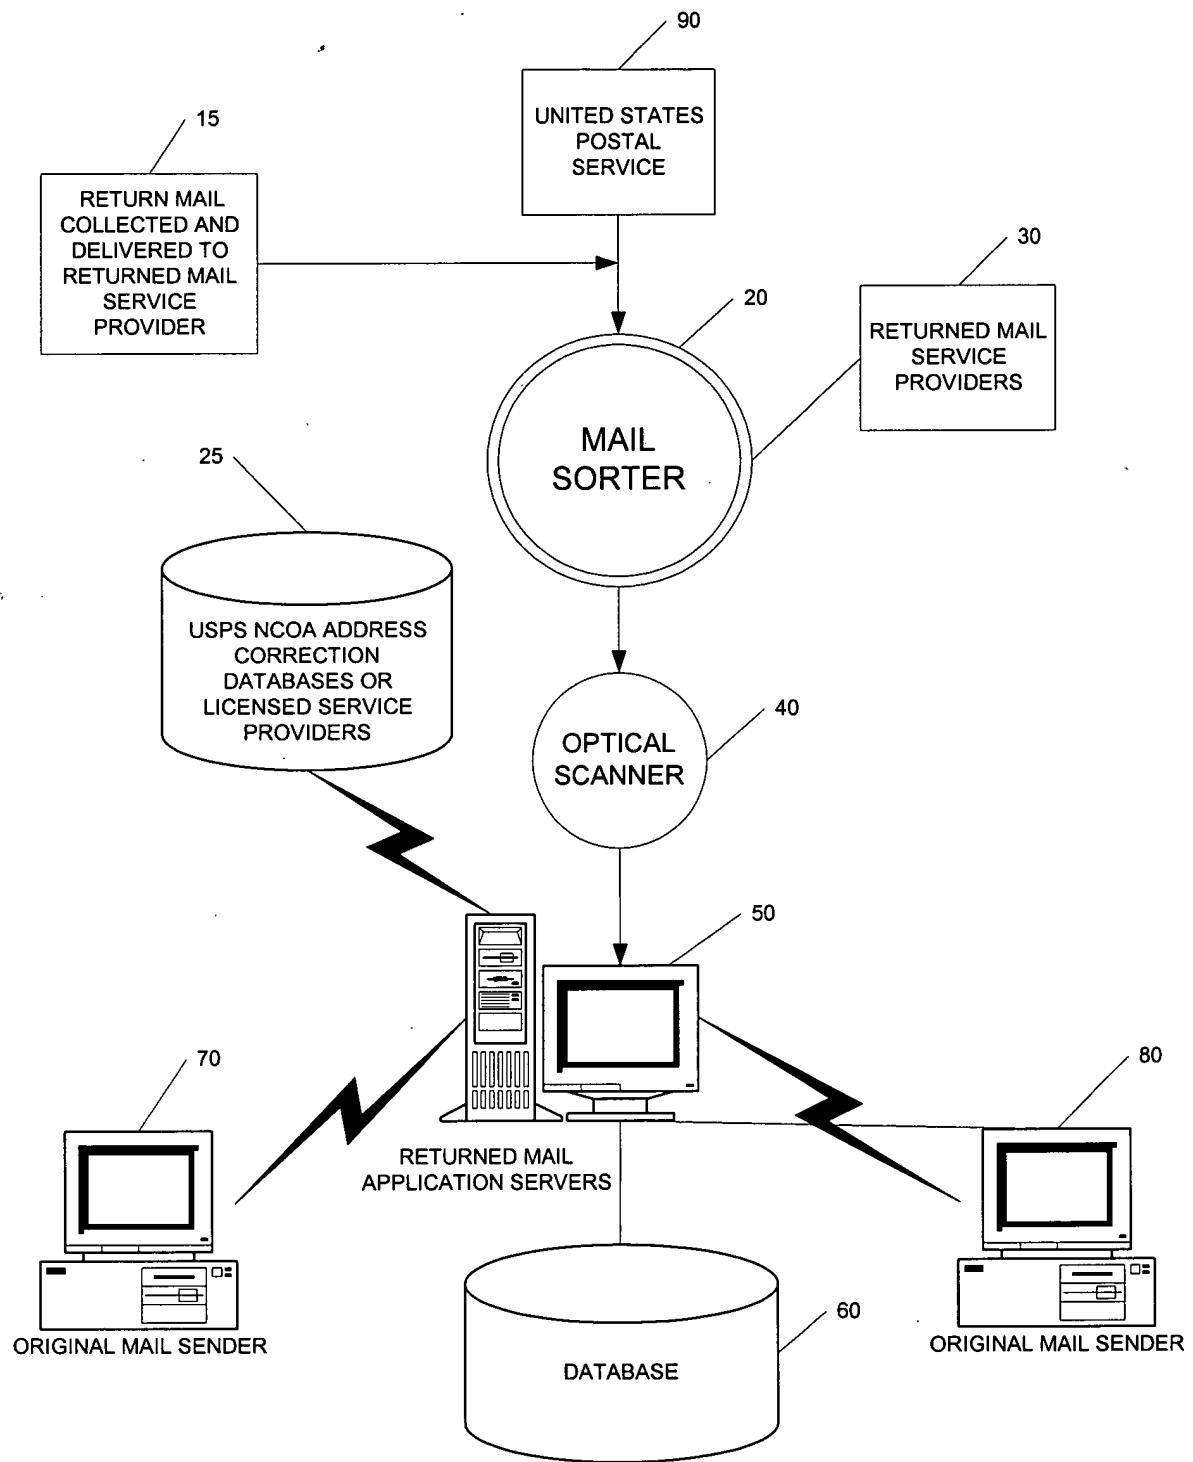 90
UNITED STATES
POSTAL
SERVICE
15
RETURN MAIL
COLLECTED AND
DELIVERED TO
RETURNED MAIL
SERVICE
PROVIDER
30
RETURNED MAIL
SERVICE
PROVIDERS
20
MAIL
SORTER
25
USPS NCOA ADDRESS
CORRECTION
DATABASES OR
LICENSED SERVICE
PROVIDERS
40
OPTICAL
SCANNER
50
70
80
RETURNED MAIL
APPLICATION SERVERS
ORIGINAL MAIL SENDER
60
DATABASE
ORIGINAL MAIL SENDER